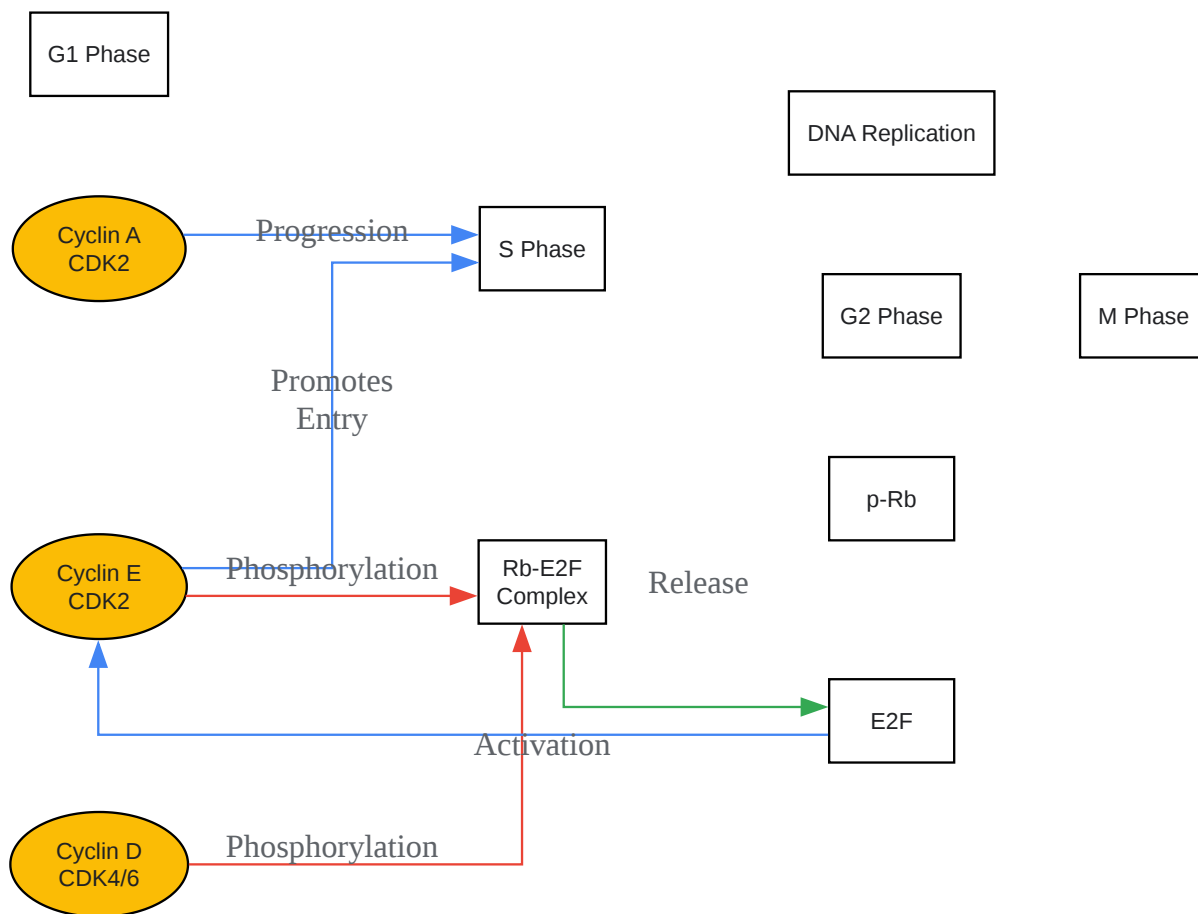 G1 Phase
DNA Replication
Cyclin A
CDK2
Progression
S Phase
G2 Phase
M Phase
Promotes
Entry
p-Rb
Cyclin E
CDK2
Phosphorylation
Rb-E2F
Complex
Release
E2F
Activation
Cyclin D
CDK4/6
Phosphorylation